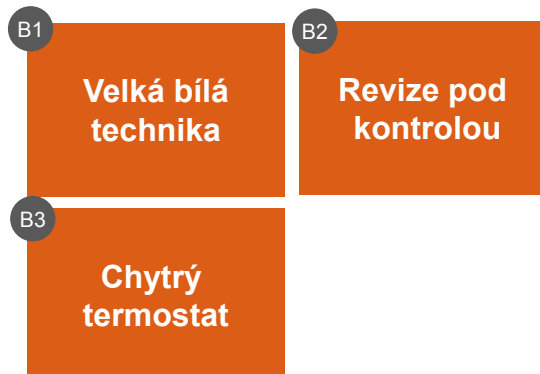 B1
Velká bílá
technika
B2
Revize pod
kontrolou
B3
Chytrý
termostat